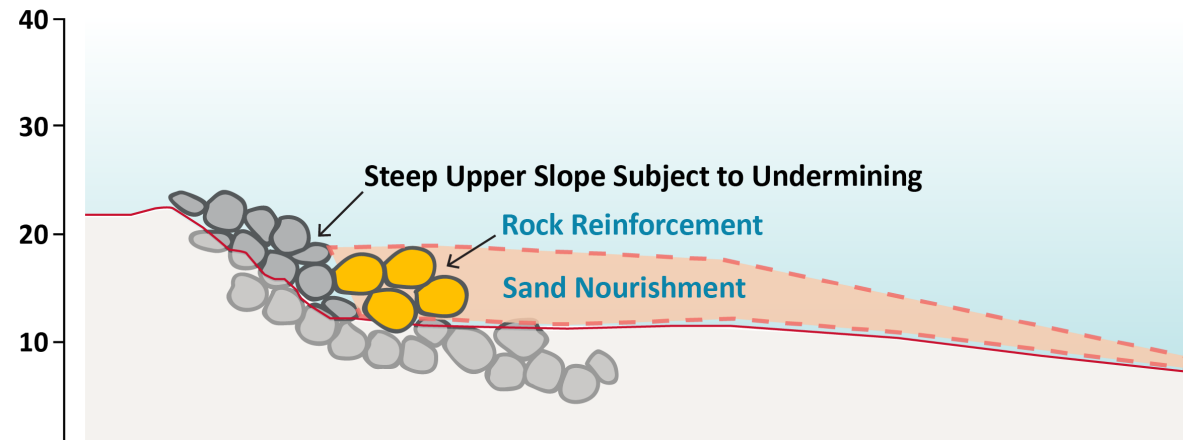 40
30
Steep Upper Slope Subject to Undermining
Rock Reinforcement
20
Sand Nourishment
10